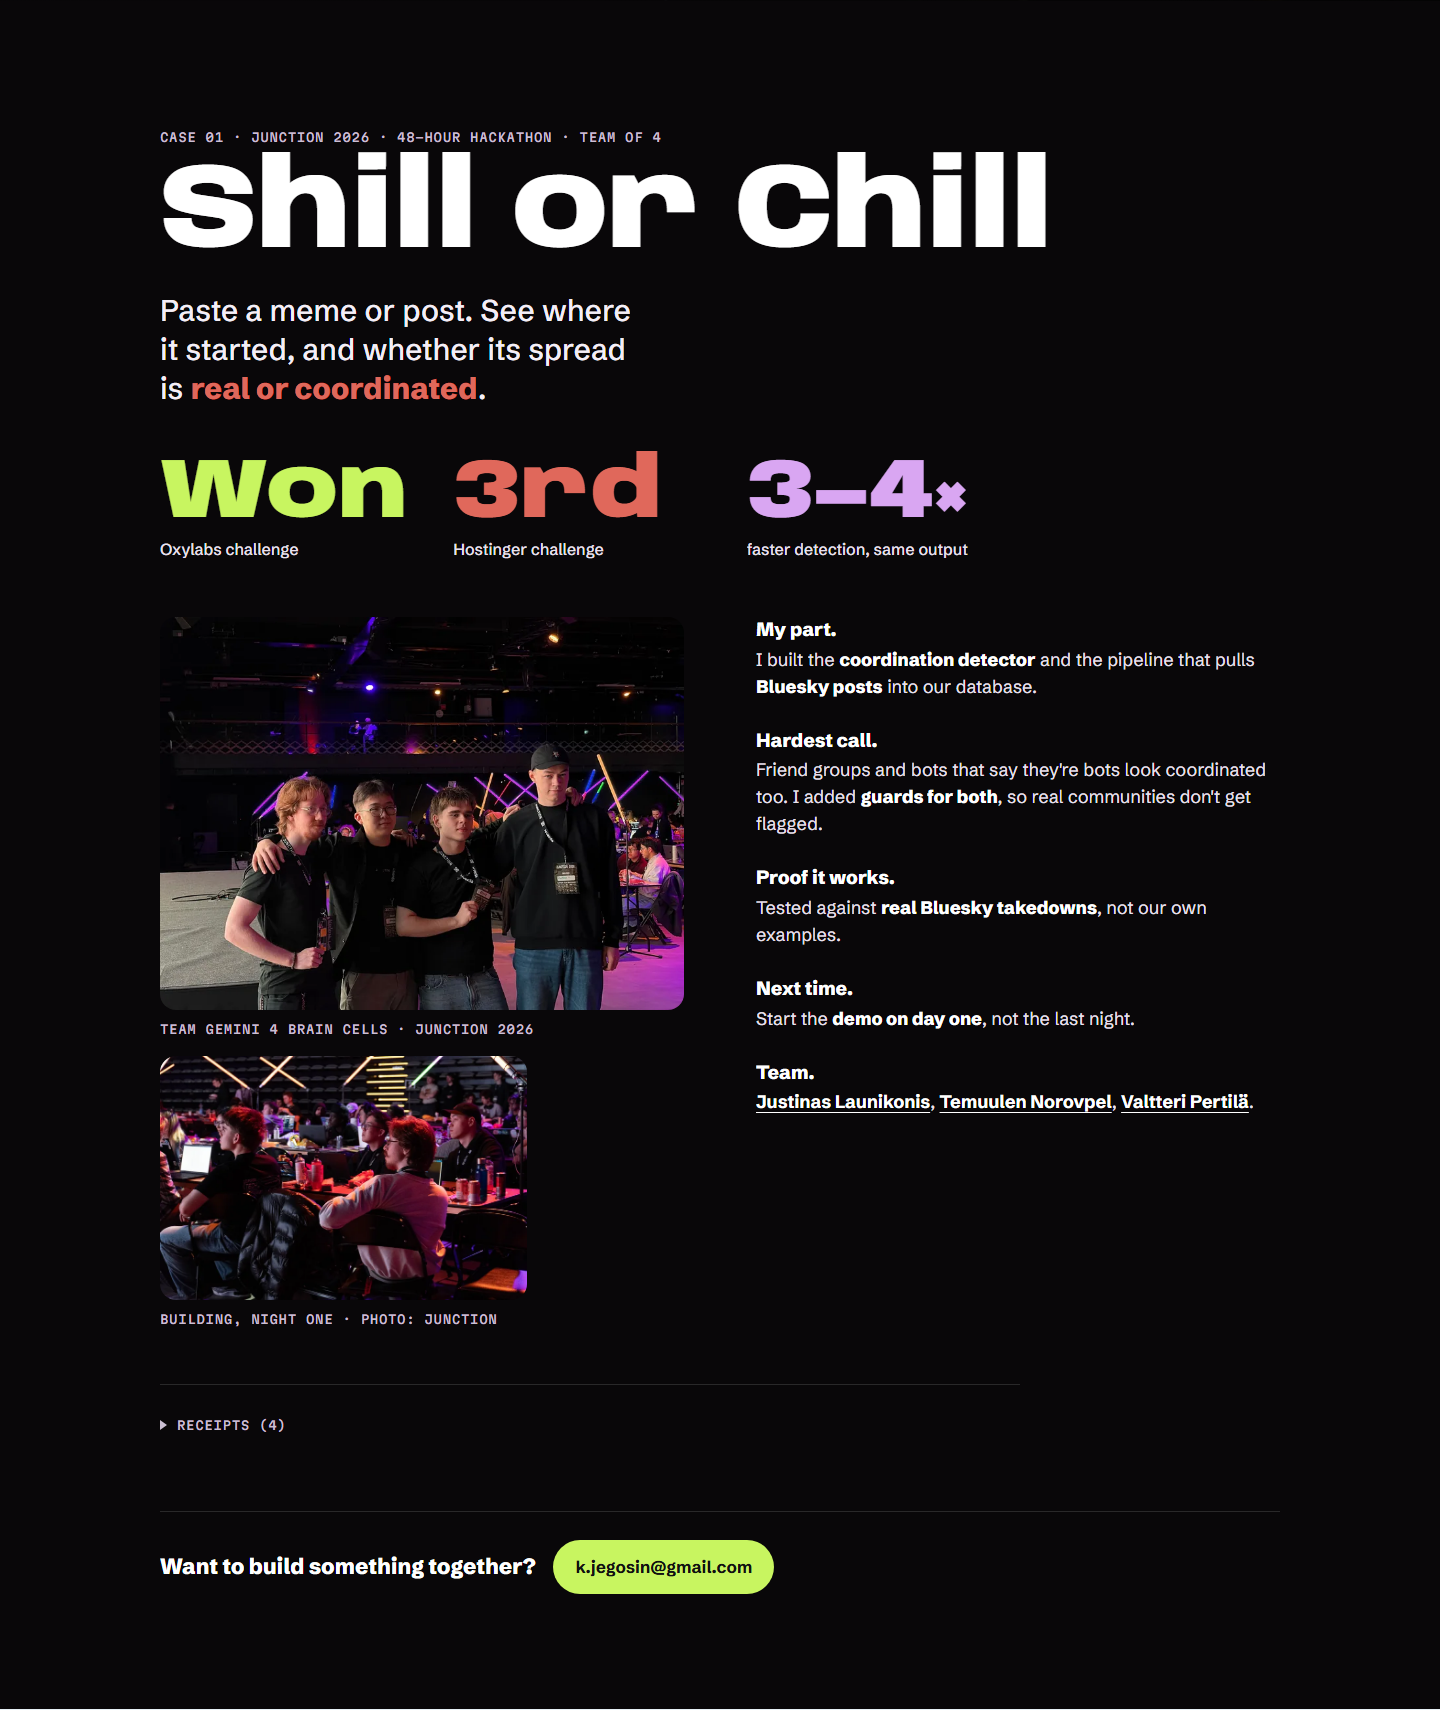 CASE 01 · JUNCTION 2026 · 48–HOUR HACKATHON · TEAM OF 4
Shill or Chill
Paste a meme or post. See where
it started, and whether its spread
is real or coordinated.
Won
Oxylabs challenge
3rd
Hostinger challenge
3–4×
faster detection, same output
TEAM GEMINI 4 BRAIN CELLS · JUNCTION 2026
BUILDING, NIGHT ONE · PHOTO: JUNCTION
My part.
I built the coordination detector and the pipeline that pulls
Bluesky posts into our database.
Hardest call.
Friend groups and bots that say they're bots look coordinated
too. I added guards for both, so real communities don't get
flagged.
Proof it works.
Tested against real Bluesky takedowns, not our own
examples.
Next time.
Start the demo on day one, not the last night.
Team.
Justinas Launikonis, Temuulen Norovpel, Valtteri Pertilä.
RECEIPTS (4)
Want to build something together?
k.jegosin@gmail.com